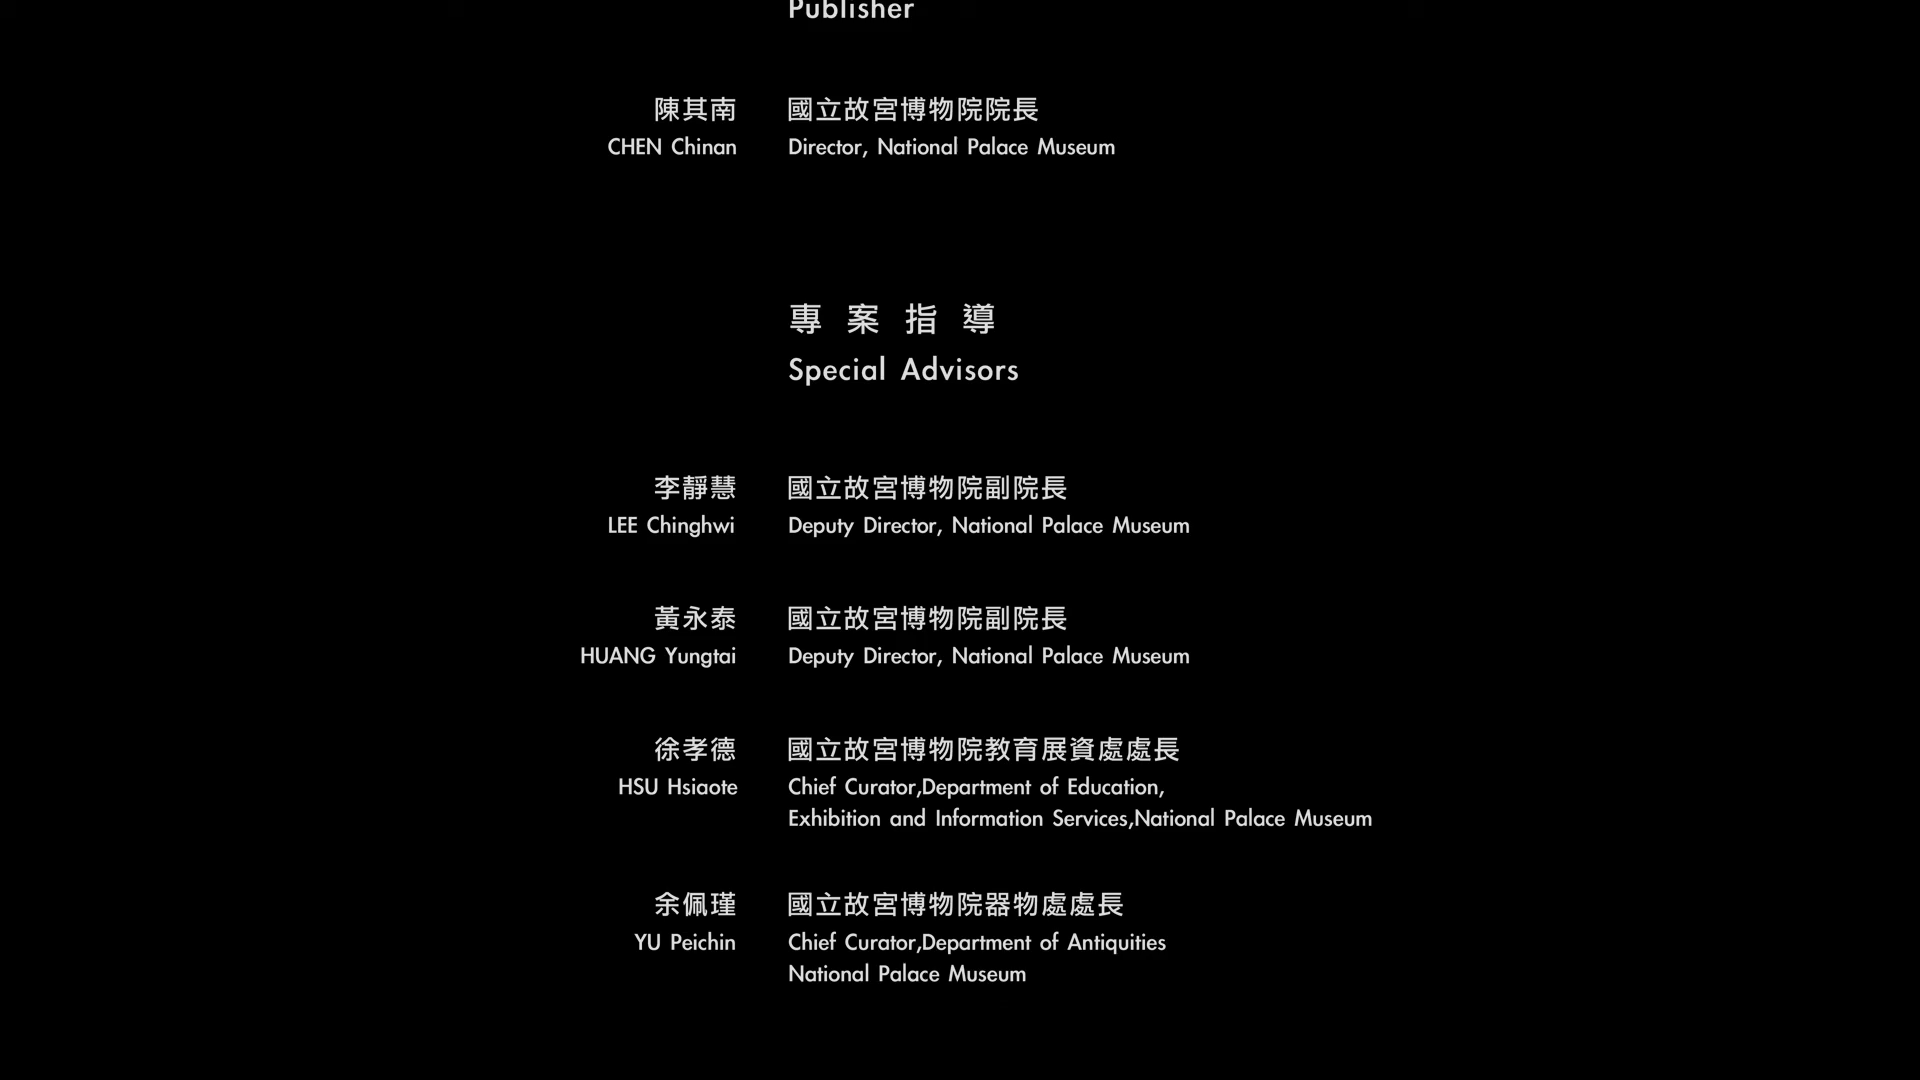 Publisher
陳其南 國立故宮博物院院長
CHEN Chinan Director, National Palace Museum
專案指導
Special Advisors
李靜慧 國立故宮博物院副院長
LEE Chinghwi Deputy Director, National Palace Museum
黃永泰 國立故宮博物院副院長
HUANG Yungtai Deputy Director, National Palace Museum
徐孝德 國立故宮博物院教育展資處處長
HSU Hsiaote Chief Curator,Department of Education,
Exhibition and Information Services,National Palace Museum
余佩瑾 國立故宮博物院器物處處長
YU Peichin Chief Curator,Department of Antiquities
National Palace Museum